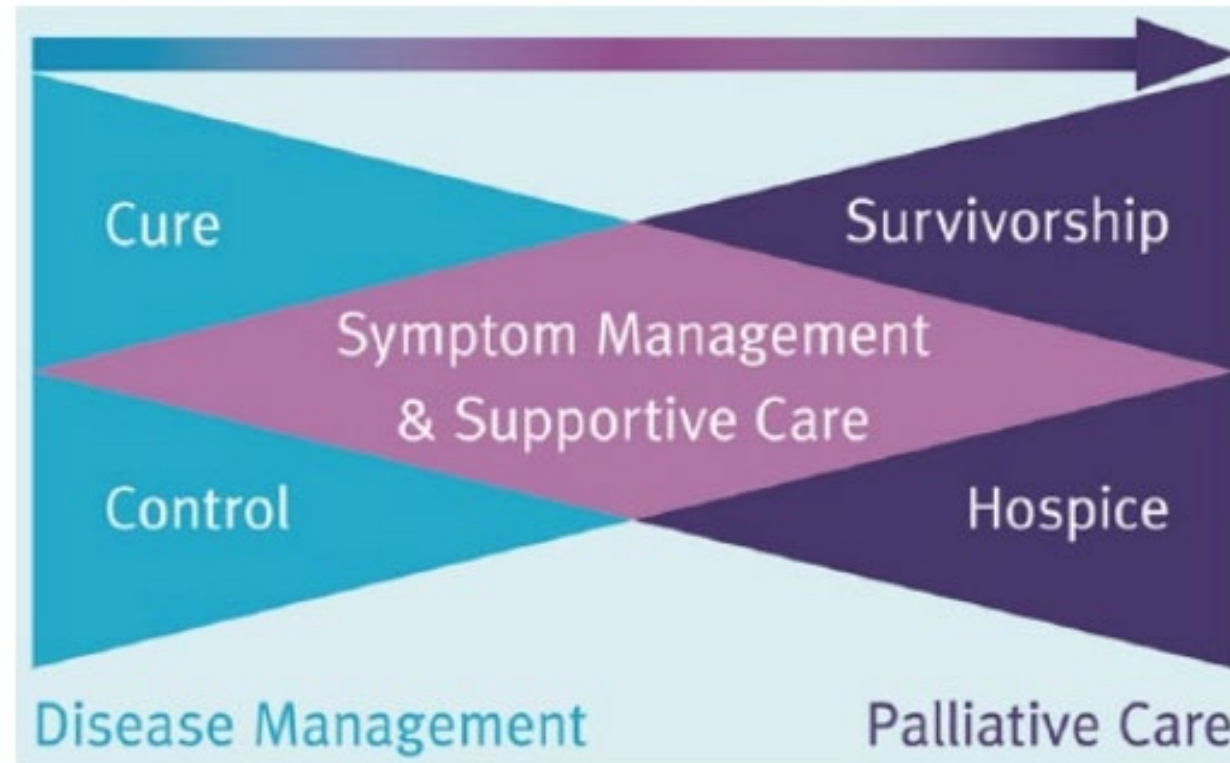 Cure
Survivorship
Symptom Management
& Supportive Care
Control
Hospice
Disease Management
Palliative Care